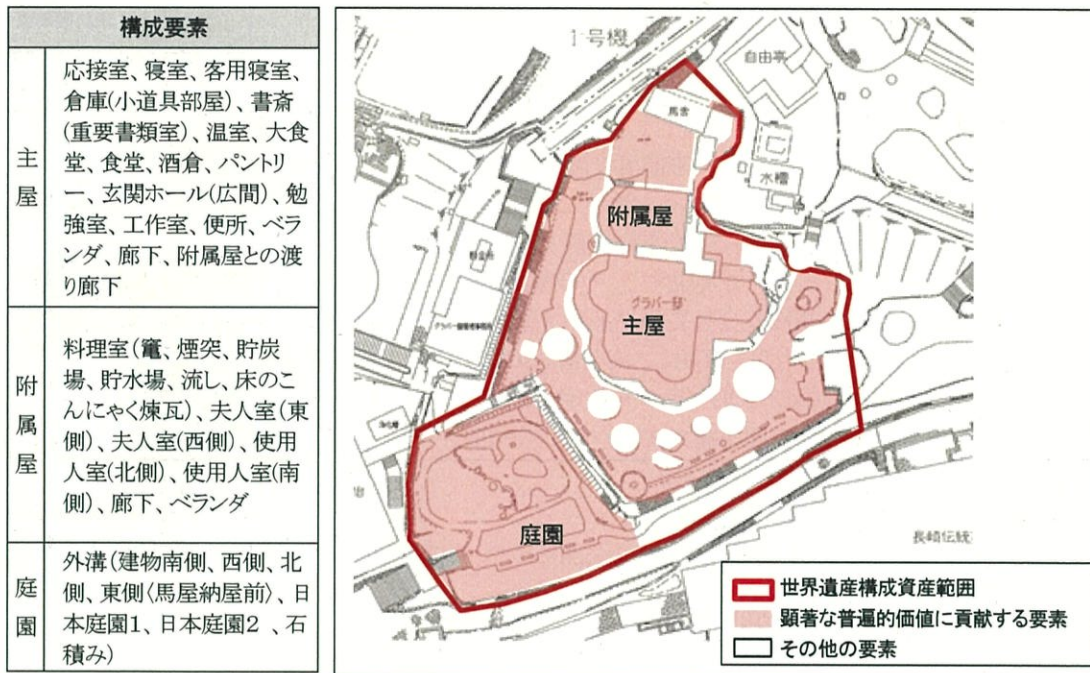 構成要素
主屋
応接室、寝室、客用寝室、
倉庫(小道具部屋)、書斎
(重要書類室)、温室、大食
堂、食堂、酒倉、パントリ
ー、玄関ホール(広間)、勉
強室、工作室、便所、ベラ
ンダ、廊下、附属屋との渡
り廊下
附属屋
料理室(竃、煙突、貯炭
場、貯水場、流し、床のこ
んにゃく煉瓦)、夫人室(東
側)、夫人室(西側)、使用
人室(北側)、使用人室(南
側)、廊下、ベランダ
庭園
外溝(建物南側、西側、北
側、東側〈馬屋納屋前〉、日
本庭園1、日本庭園2 、石
積み)
1号機
自由亭
馬舎
水槽
附属屋
グラバー邸
主屋
庭園
長崎伝統
世界遺産構成資産範囲
顕著な普遍的価値に貢献する要素
その他の要素